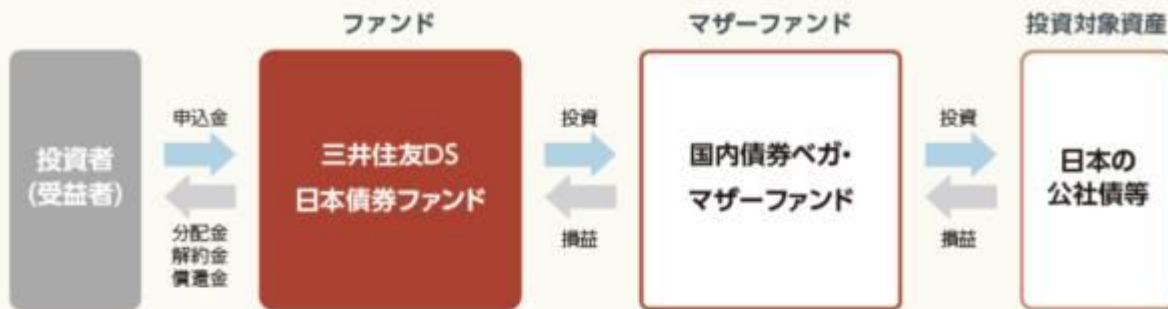 ファンド
マザーファンド
投資対象資産
投資者
(受益者)
申込金
分配金
解約金
償還金
三井住友DS
日本債券ファンド
投資
損益
国内債券ベガ・
マザーファンド
投資
損益
日本の
公社債等